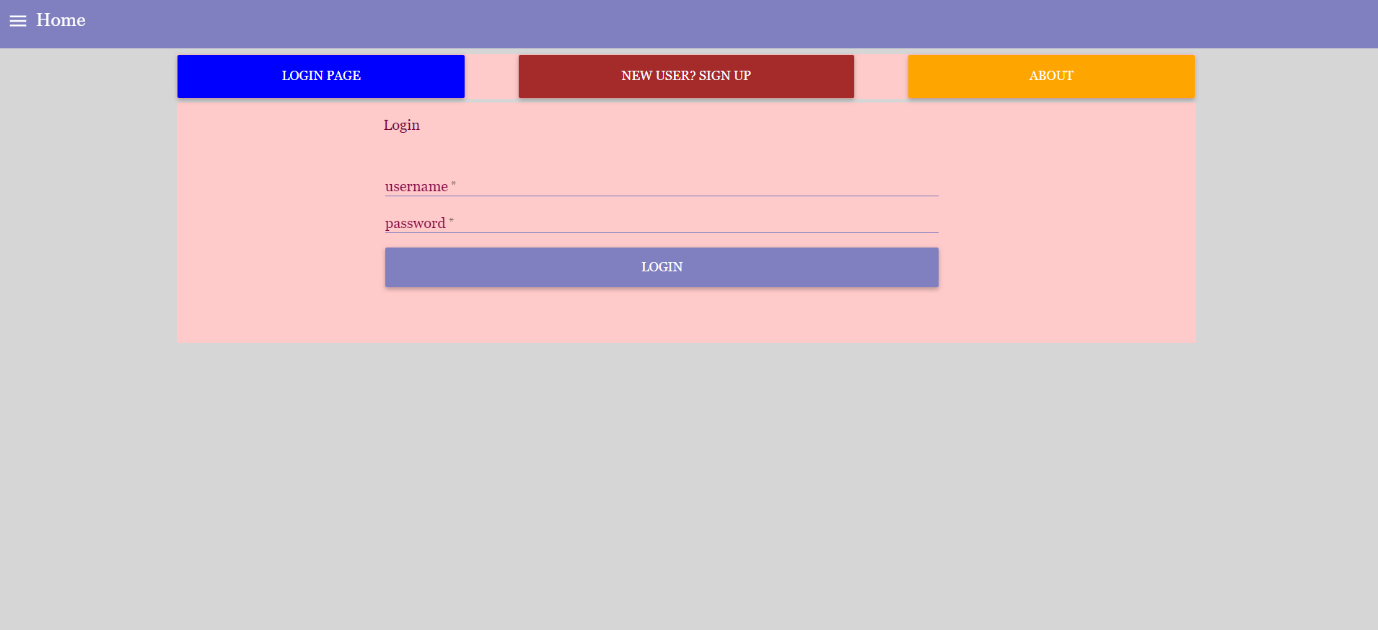 Home
LOGIN PAGE
NEW USER? SIGN UP
ABOUT
Login
username *
password *
LOGIN